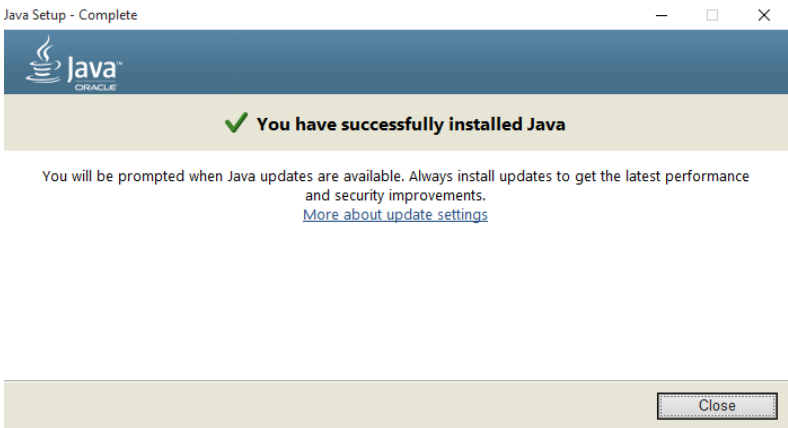 Java Setup - Complete
Java™
ORACLE
You have successfully installed Java
You will be prompted when Java updates are available. Always install updates to get the latest performance
and security improvements.
More about update settings
Close